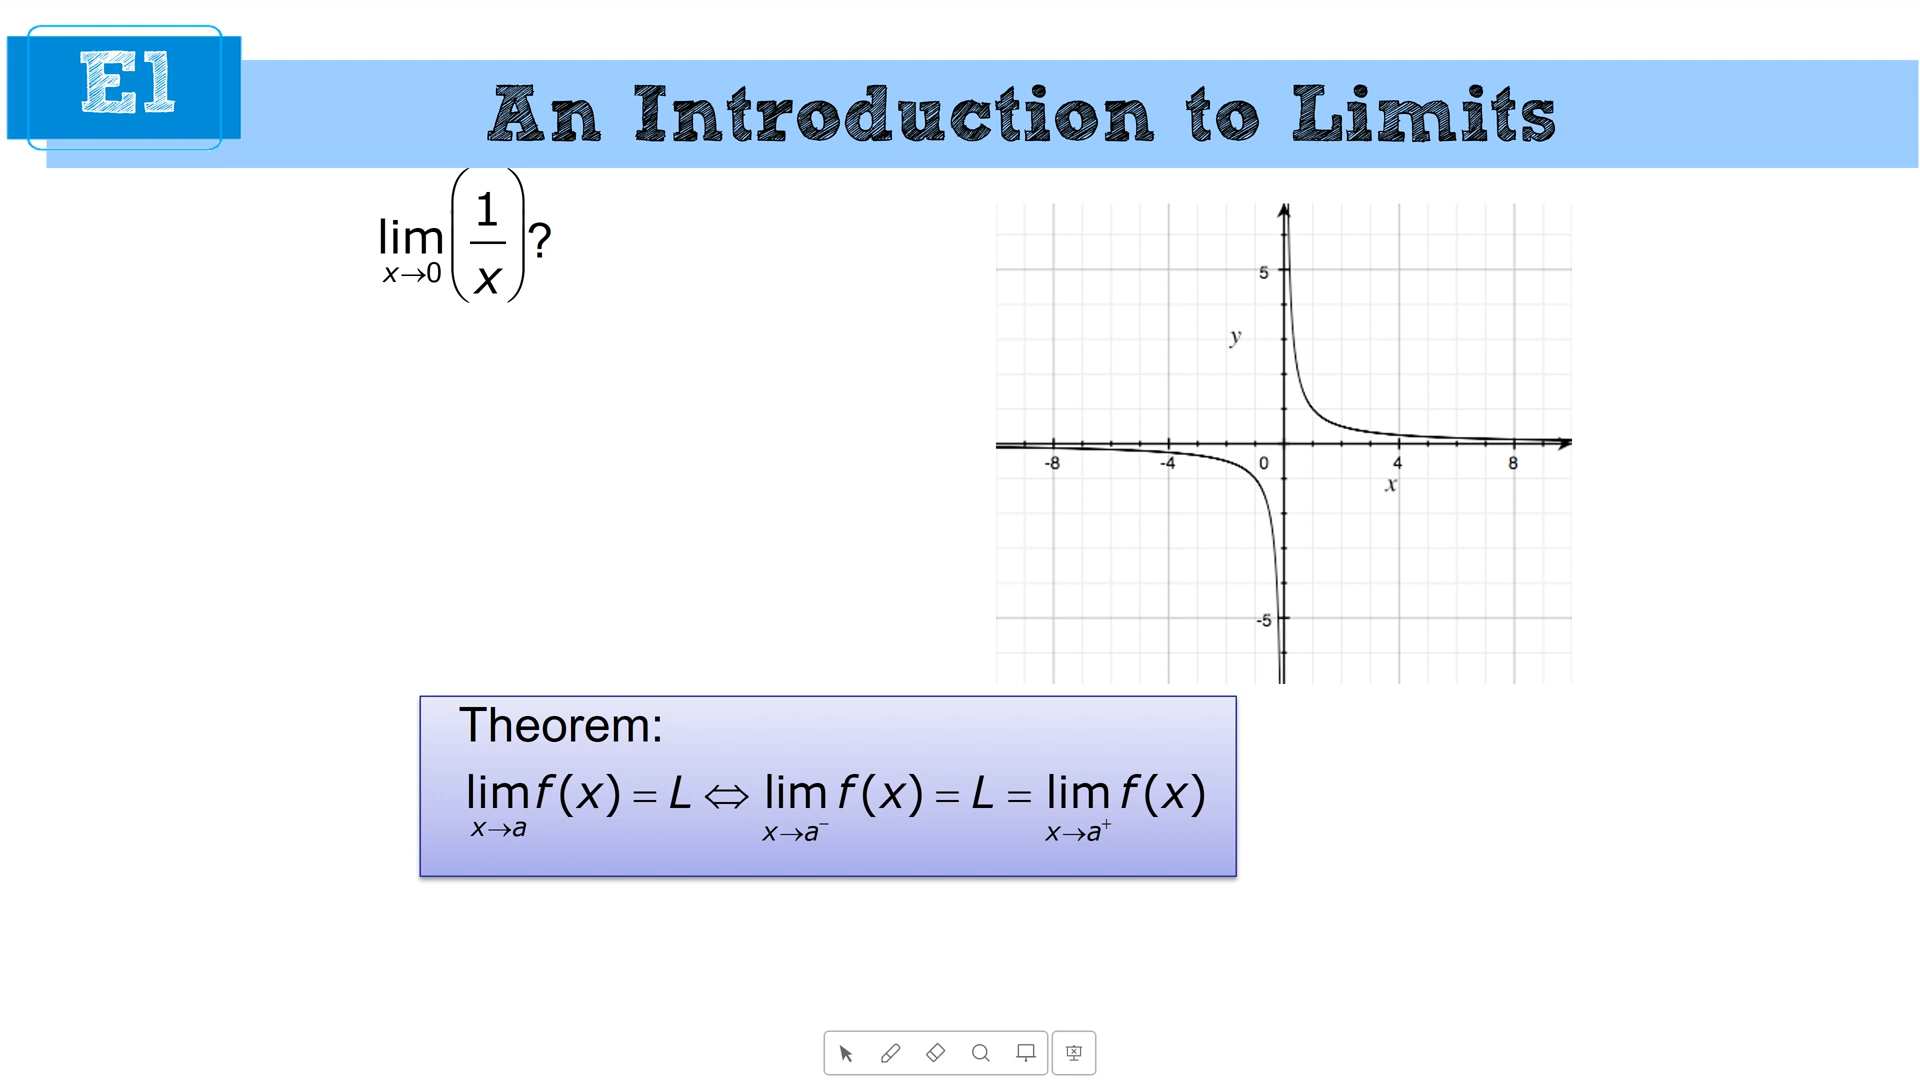 E1
An Introduction to Limits
lim x→0 (1/x)?
5
y
-8 -4 0 4 8
x
-5
Theorem:
lim x→a f(x) = L ⇔ lim x→a⁻ f(x) = L = lim x→a⁺ f(x)